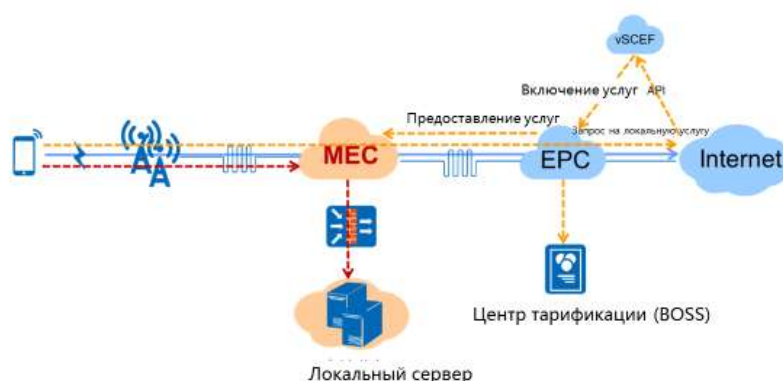 vSCEF
Включение услуг API
Предоставление услуг
Запрос на локальную услугу
MEC
EPC
Internet
Центр тарификации (BOSS)
Локальный сервер